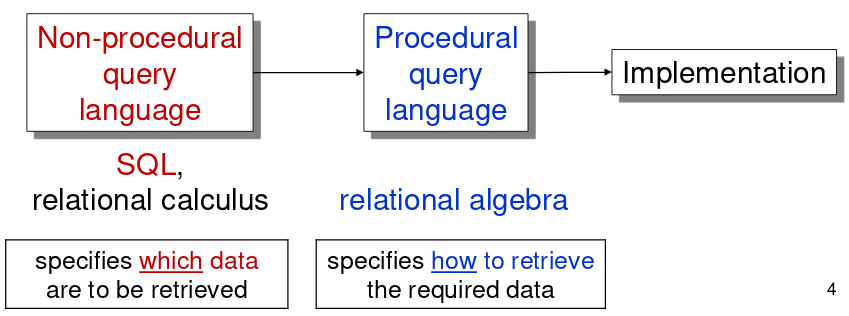 Non-procedural
query
language
Procedural
query
language
Implementation
SQL,
relational calculus
relational algebra
specifies which data
are to be retrieved
specifies how to retrieve
the required data
4